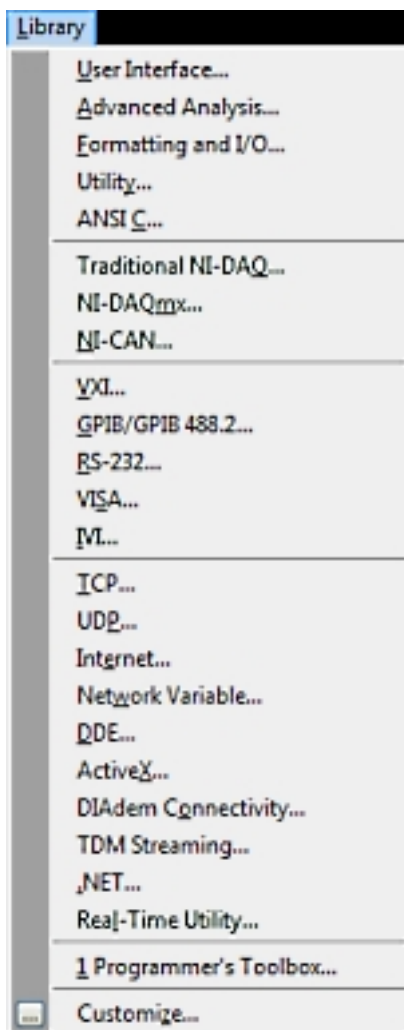 Library
User Interface...
Advanced Analysis...
Formatting and I/O...
Utility...
ANSI C...
Traditional NI-DAQ...
NI-DAQmx...
NI-CAN...
VXI...
GPIB/GPIB 488.2...
RS-232...
VISA...
IVI...
TCP...
UDP...
Internet...
Network Variable...
DDE...
ActiveX...
DIAdem Connectivity...
TDM Streaming...
.NET...
Real-Time Utility...
1 Programmer's Toolbox...
Customize...